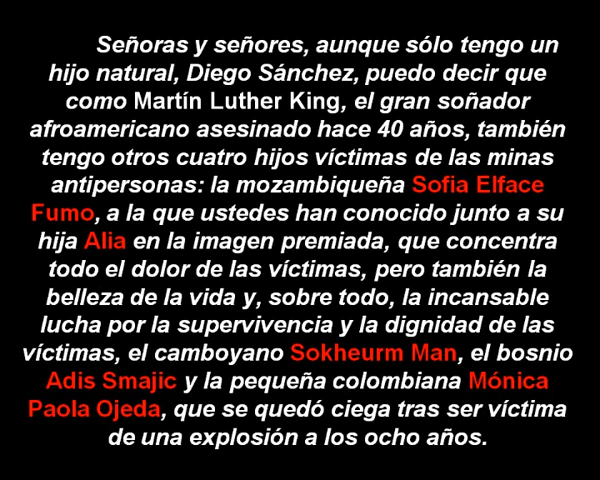 Señoras y señores, aunque sólo tengo un
hijo natural, Diego Sánchez, puedo decir que
como Martín Luther King, el gran soñador
afroamericano asesinado hace 40 años, también
tengo otros cuatro hijos víctimas de las minas
antipersonas: la mozambiqueña Sofia Elface
Fumo, a la que ustedes han conocido junto a su
hija Alia en la imagen premiada, que concentra
todo el dolor de las víctimas, pero también la
belleza de la vida y, sobre todo, la incansable
lucha por la supervivencia y la dignidad de las
víctimas, el camboyano Sokheurm Man, el bosnio
Adis Smajic y la pequeña colombiana Mónica
Paola Ojeda, que se quedó ciega tras ser víctima
de una explosión a los ocho años.